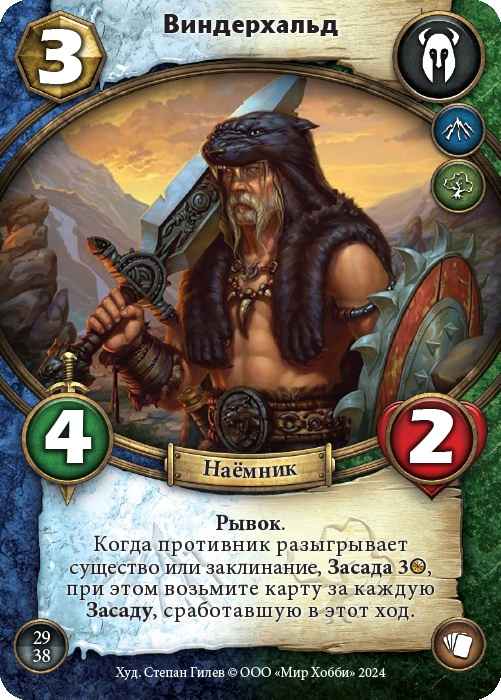 Виндерхальд
3
4
2
Наёмник
Рывок.
Когда противник разыгрывает
существо или заклинание, Засада 3,
при этом возьмите карту за каждую
Засаду, сработавшую в этот ход.
29
38
Худ. Степан Гилев © ООО «Мир Хобби» 2024